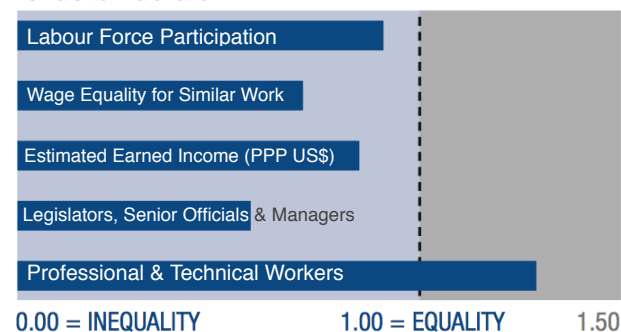 Labour Force Participation
Wage Equality for Similar Work
Estimated Earned Income (PPP US$)
Legislators, Senior Officials & Managers
Professional & Technical Workers
0.00 = INEQUALITY 1.00 = EQUALITY 1.50